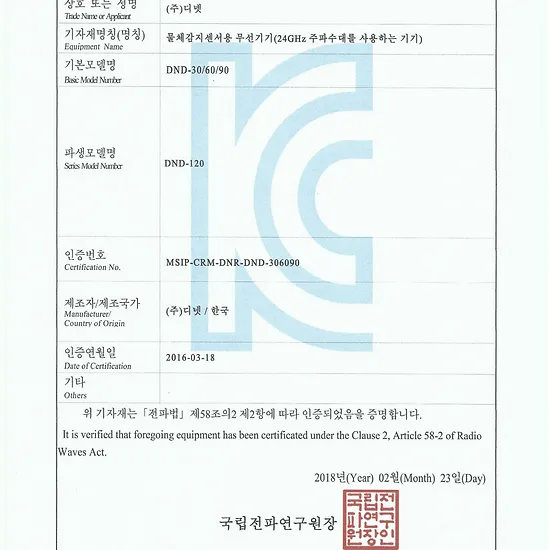 상호 또는 성명
Trade Name or Applicant
(주)디넷
기자재명칭(명칭)
Equipment Name
물체감지센서용 무선기기(24GHz 주파수대를 사용하는 기기)
기본모델명
Basic Model Number
DND-30/60/90
파생모델명
Series Model Number
DND-120
인증번호
Certification No.
MSIP-CRM-DNR-DND-306090
제조자/제조국가
Manufacturer/
Country of Origin
(주)디넷 / 한국
인증연월일
Date of Certification
2016-03-18
기타
Others
위 기자재는「전파법」제58조의2 제2항에 따라 인증되었음을 증명합니다.
It is verified that foregoing equipment has been certificated under the Clause 2, Article 58-2 of Radio
Waves Act.
2018년(Year) 02월(Month) 23일(Day)
국립전파연구원장
국립전
파연구
원장인